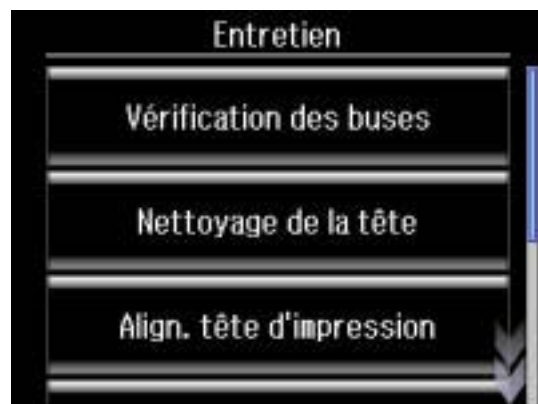 Entretien
Vérification des buses
Nettoyage de la tête
Align. tête d'impression